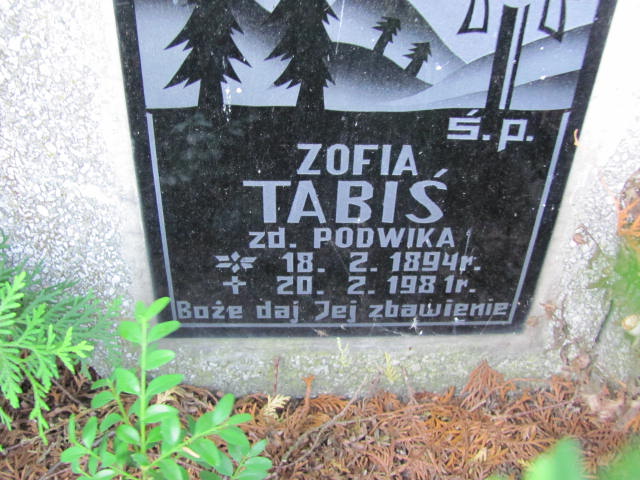 Ś.p.
ZOFIA
TABIŚ
zd. PODWIKA
18. 2. 1894r.
+ 20. 2. 1981r.
Boże daj Jej zbawienie